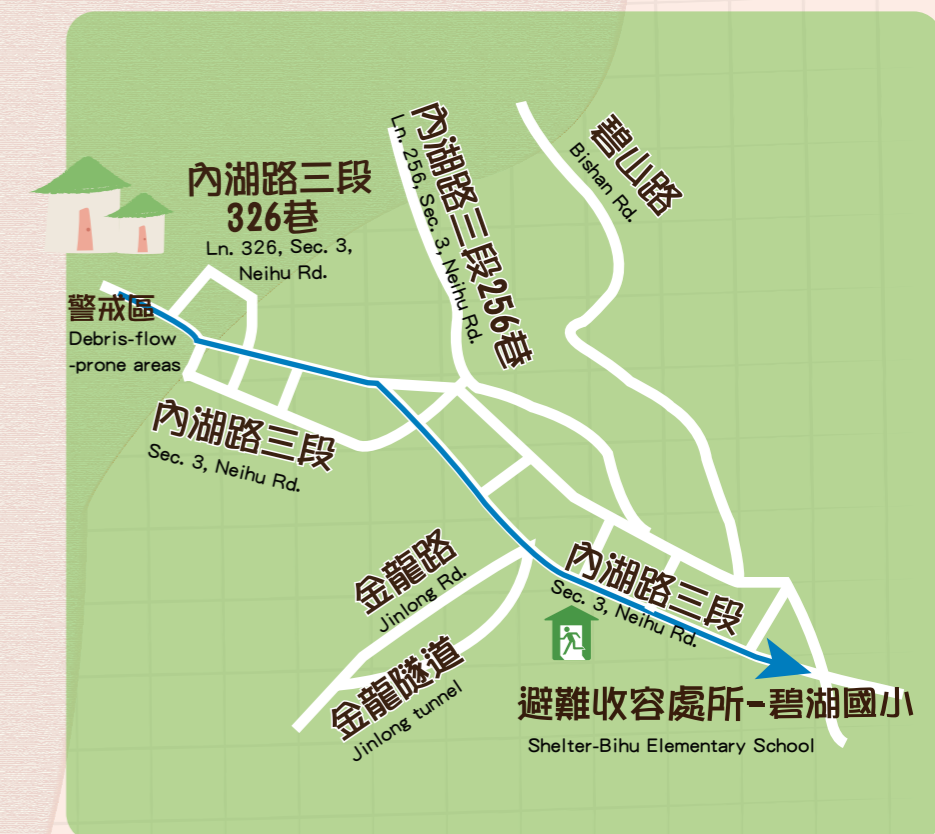 內湖路三段
326巷
Ln. 326, Sec. 3,
Neihu Rd.
內湖路三段256巷
Ln. 256, Sec. 3, Neihu Rd.
碧山路
Bishan Rd.
警戒區
Debris-flow
-prone areas
內湖路三段
Sec. 3, Neihu Rd.
金龍路
Jinlong Rd.
內湖路三段
Sec. 3, Neihu Rd.
金龍隧道
Jinlong tunnel
避難收容處所-碧湖國小
Shelter-Bihu Elementary School